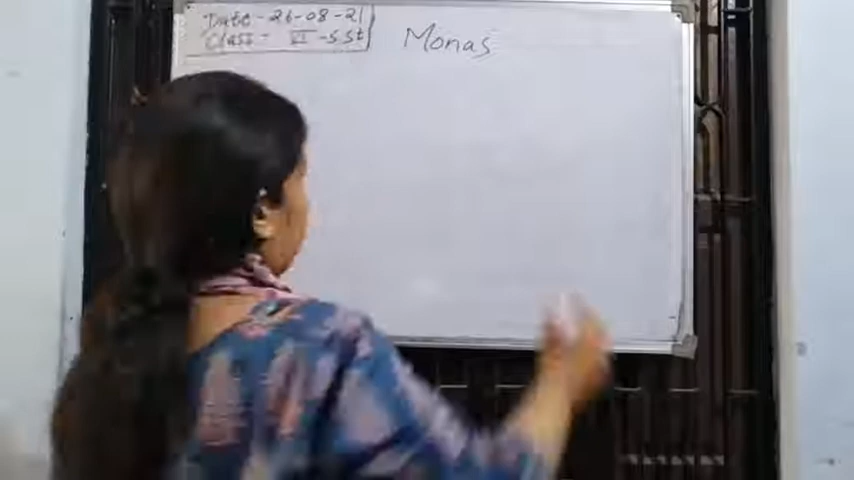 Date - 26-08-21
Class - VI - S.St
Monas